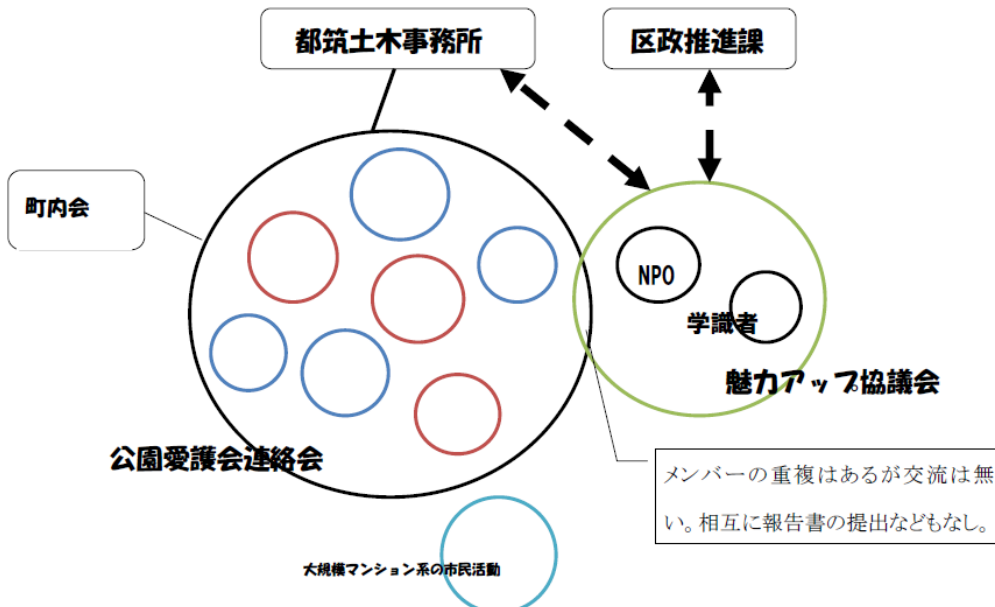 都筑土木事務所
区政推進課
町内会
NPO
学識者
魅力アップ協議会
公園愛護会連絡会
メンバーの重複はあるが交流は無
い。相互に報告書の提出などもなし。
大規模マンション系の市民活動